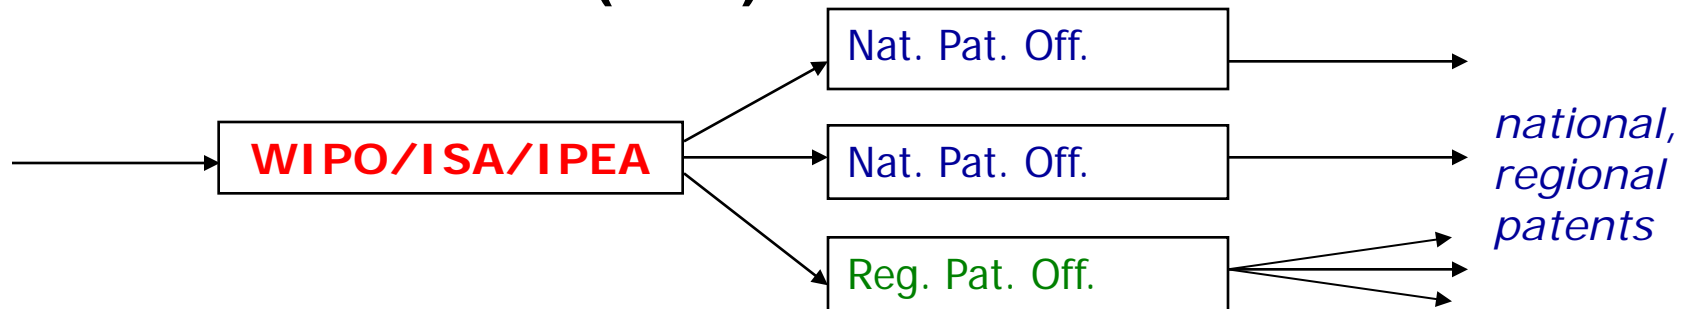 Nat. Pat. Off.
WIPO/ISA/IPEA
Nat. Pat. Off.
national,
regional
patents
Reg. Pat. Off.